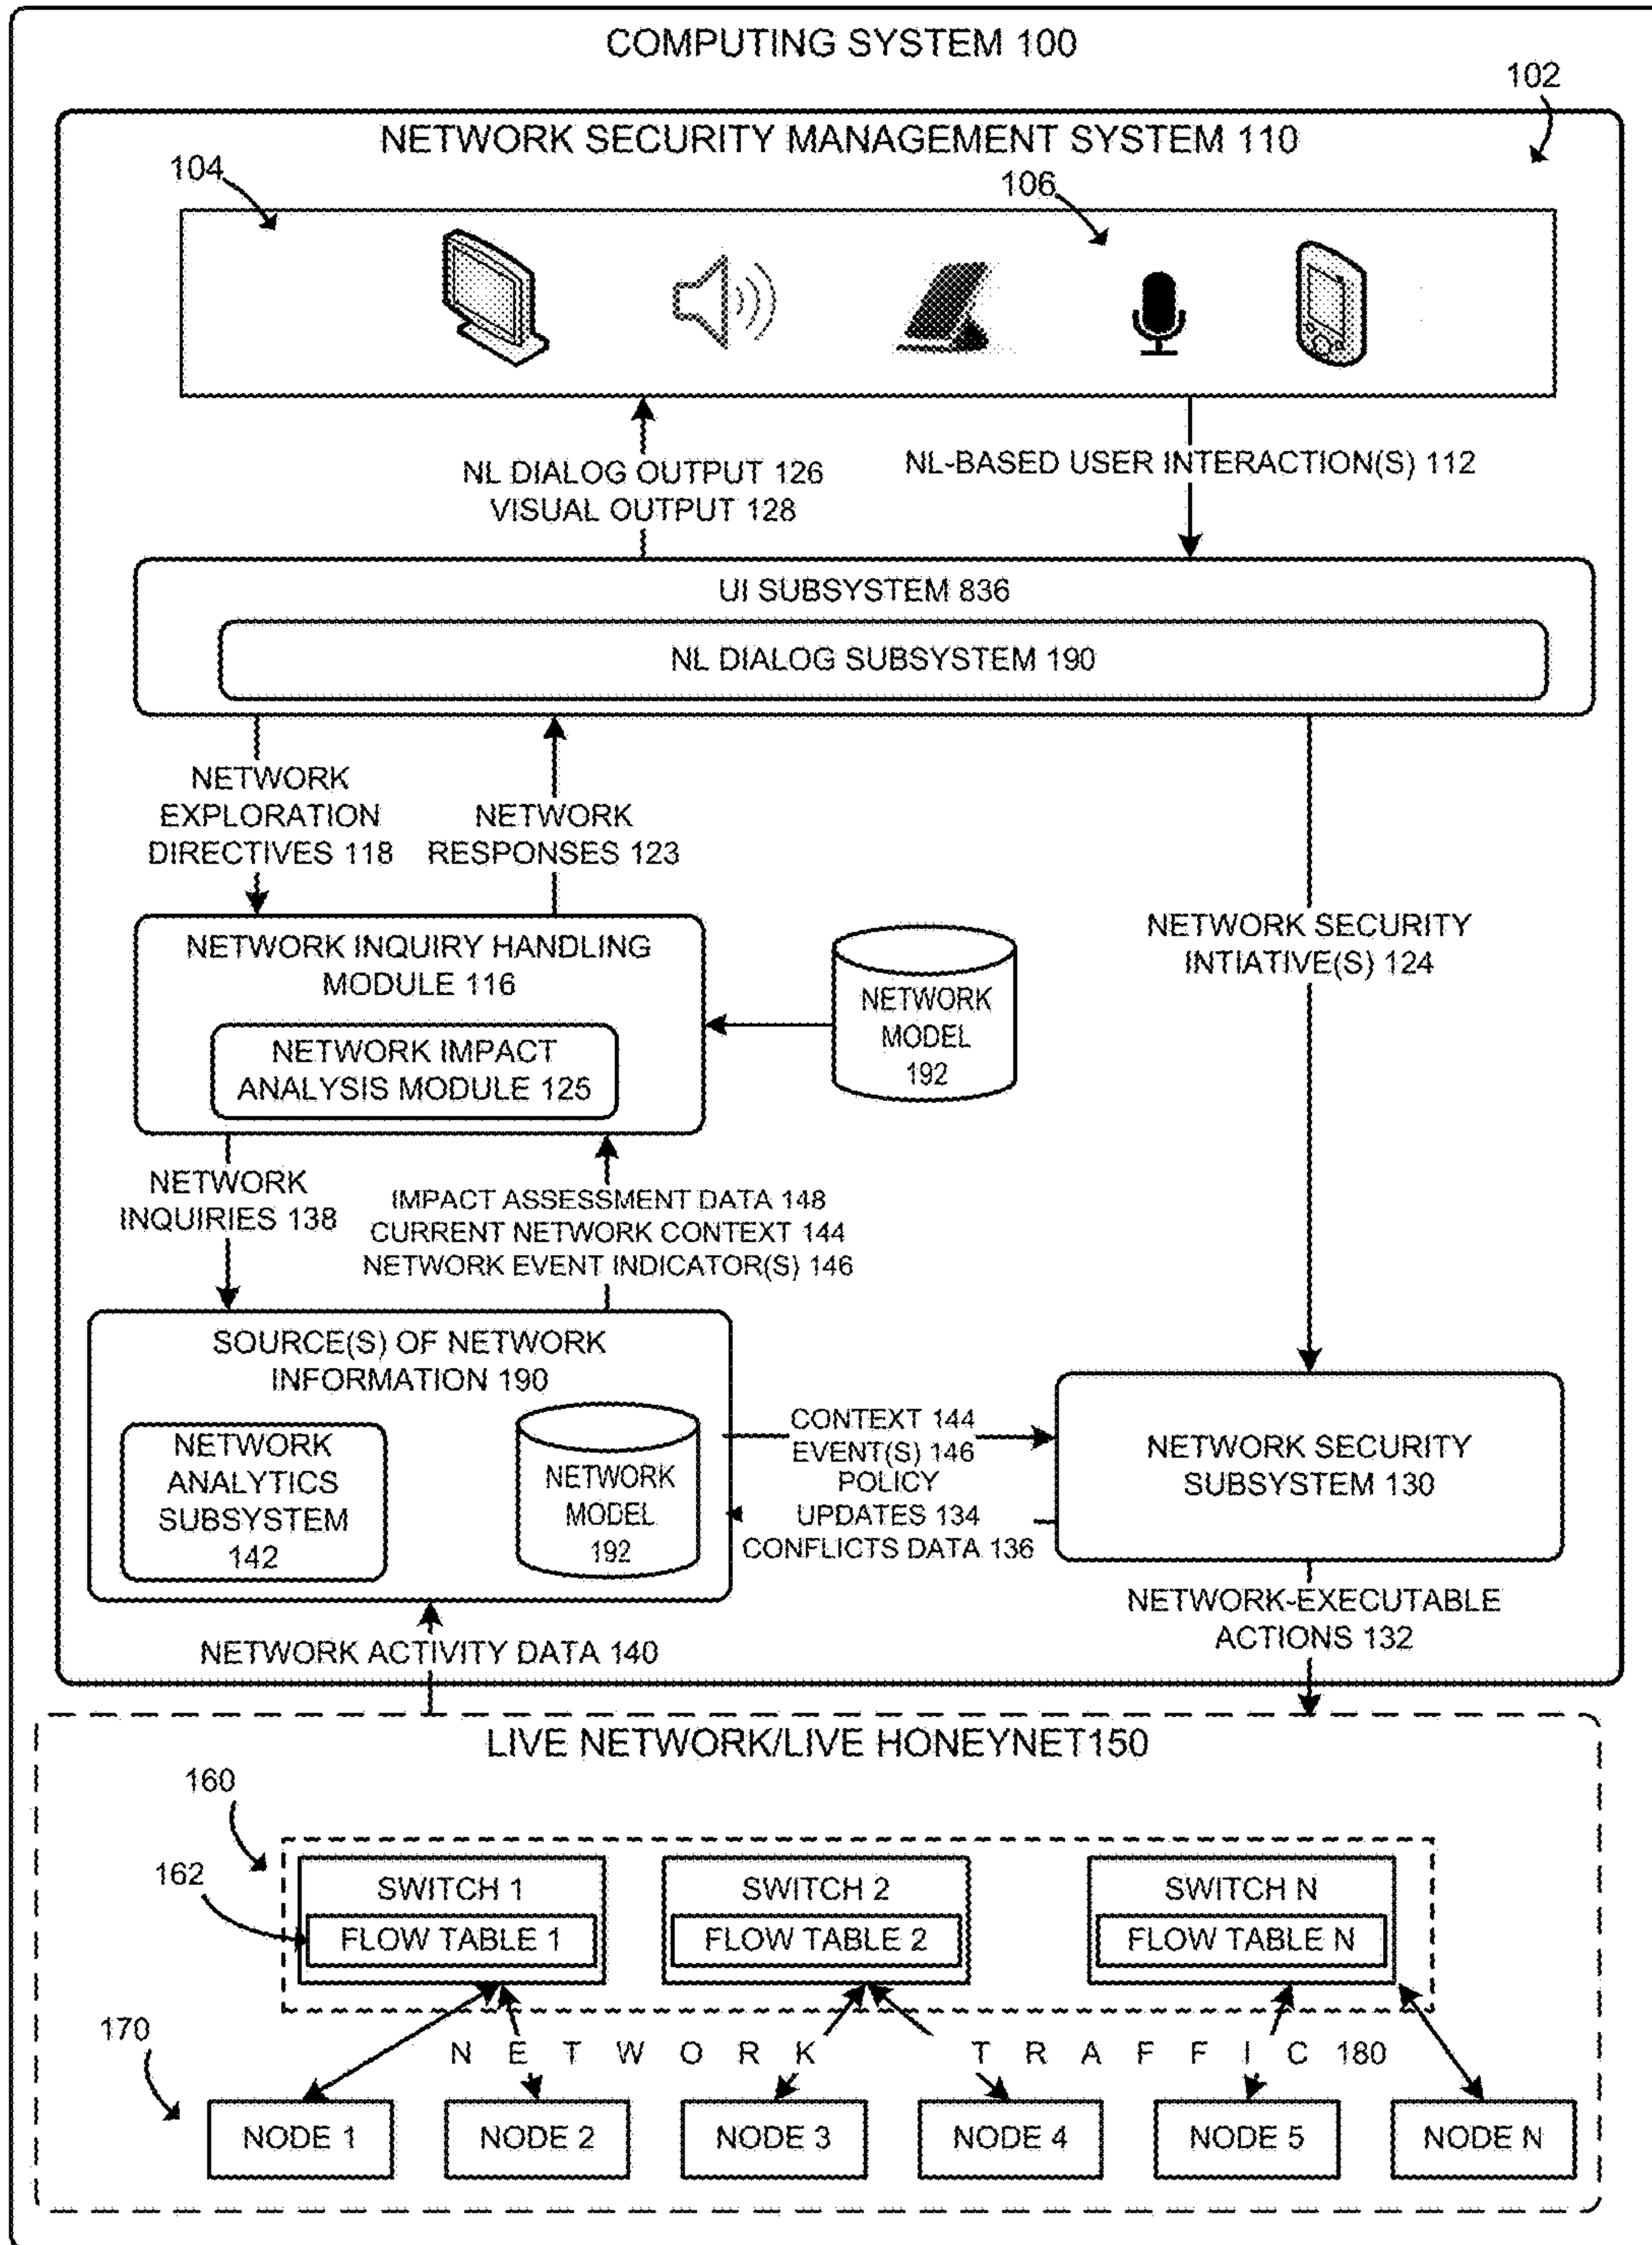 COMPUTING SYSTEM 100
102
NETWORK SECURITY MANAGEMENT SYSTEM 110
104
106
NL DIALOG OUTPUT 126
VISUAL OUTPUT 128
NL-BASED USER INTERACTION(S) 112
UI SUBSYSTEM 836
NL DIALOG SUBSYSTEM 190
NETWORK
EXPLORATION
DIRECTIVES 118
NETWORK
RESPONSES 123
NETWORK SECURITY
INTIATIVE(S) 124
NETWORK INQUIRY HANDLING
MODULE 116
NETWORK IMPACT
ANALYSIS MODULE 125
NETWORK
MODEL
192
NETWORK
INQUIRIES 138
IMPACT ASSESSMENT DATA 148
CURRENT NETWORK CONTEXT 144
NETWORK EVENT INDICATOR(S) 146
SOURCE(S) OF NETWORK
INFORMATION 190
NETWORK
ANALYTICS
SUBSYSTEM
142
NETWORK
MODEL
192
CONTEXT 144
EVENT(S) 146
POLICY
UPDATES 134
CONFLICTS DATA 136
NETWORK SECURITY
SUBSYSTEM 130
NETWORK-EXECUTABLE
ACTIONS 132
NETWORK ACTIVITY DATA 140
LIVE NETWORK/LIVE HONEYNET150
160
162
SWITCH 1
FLOW TABLE 1
SWITCH 2
FLOW TABLE 2
SWITCH N
FLOW TABLE N
170
N E T W O R K T R A F F I C 180
NODE 1
NODE 2
NODE 3
NODE 4
NODE 5
NODE N